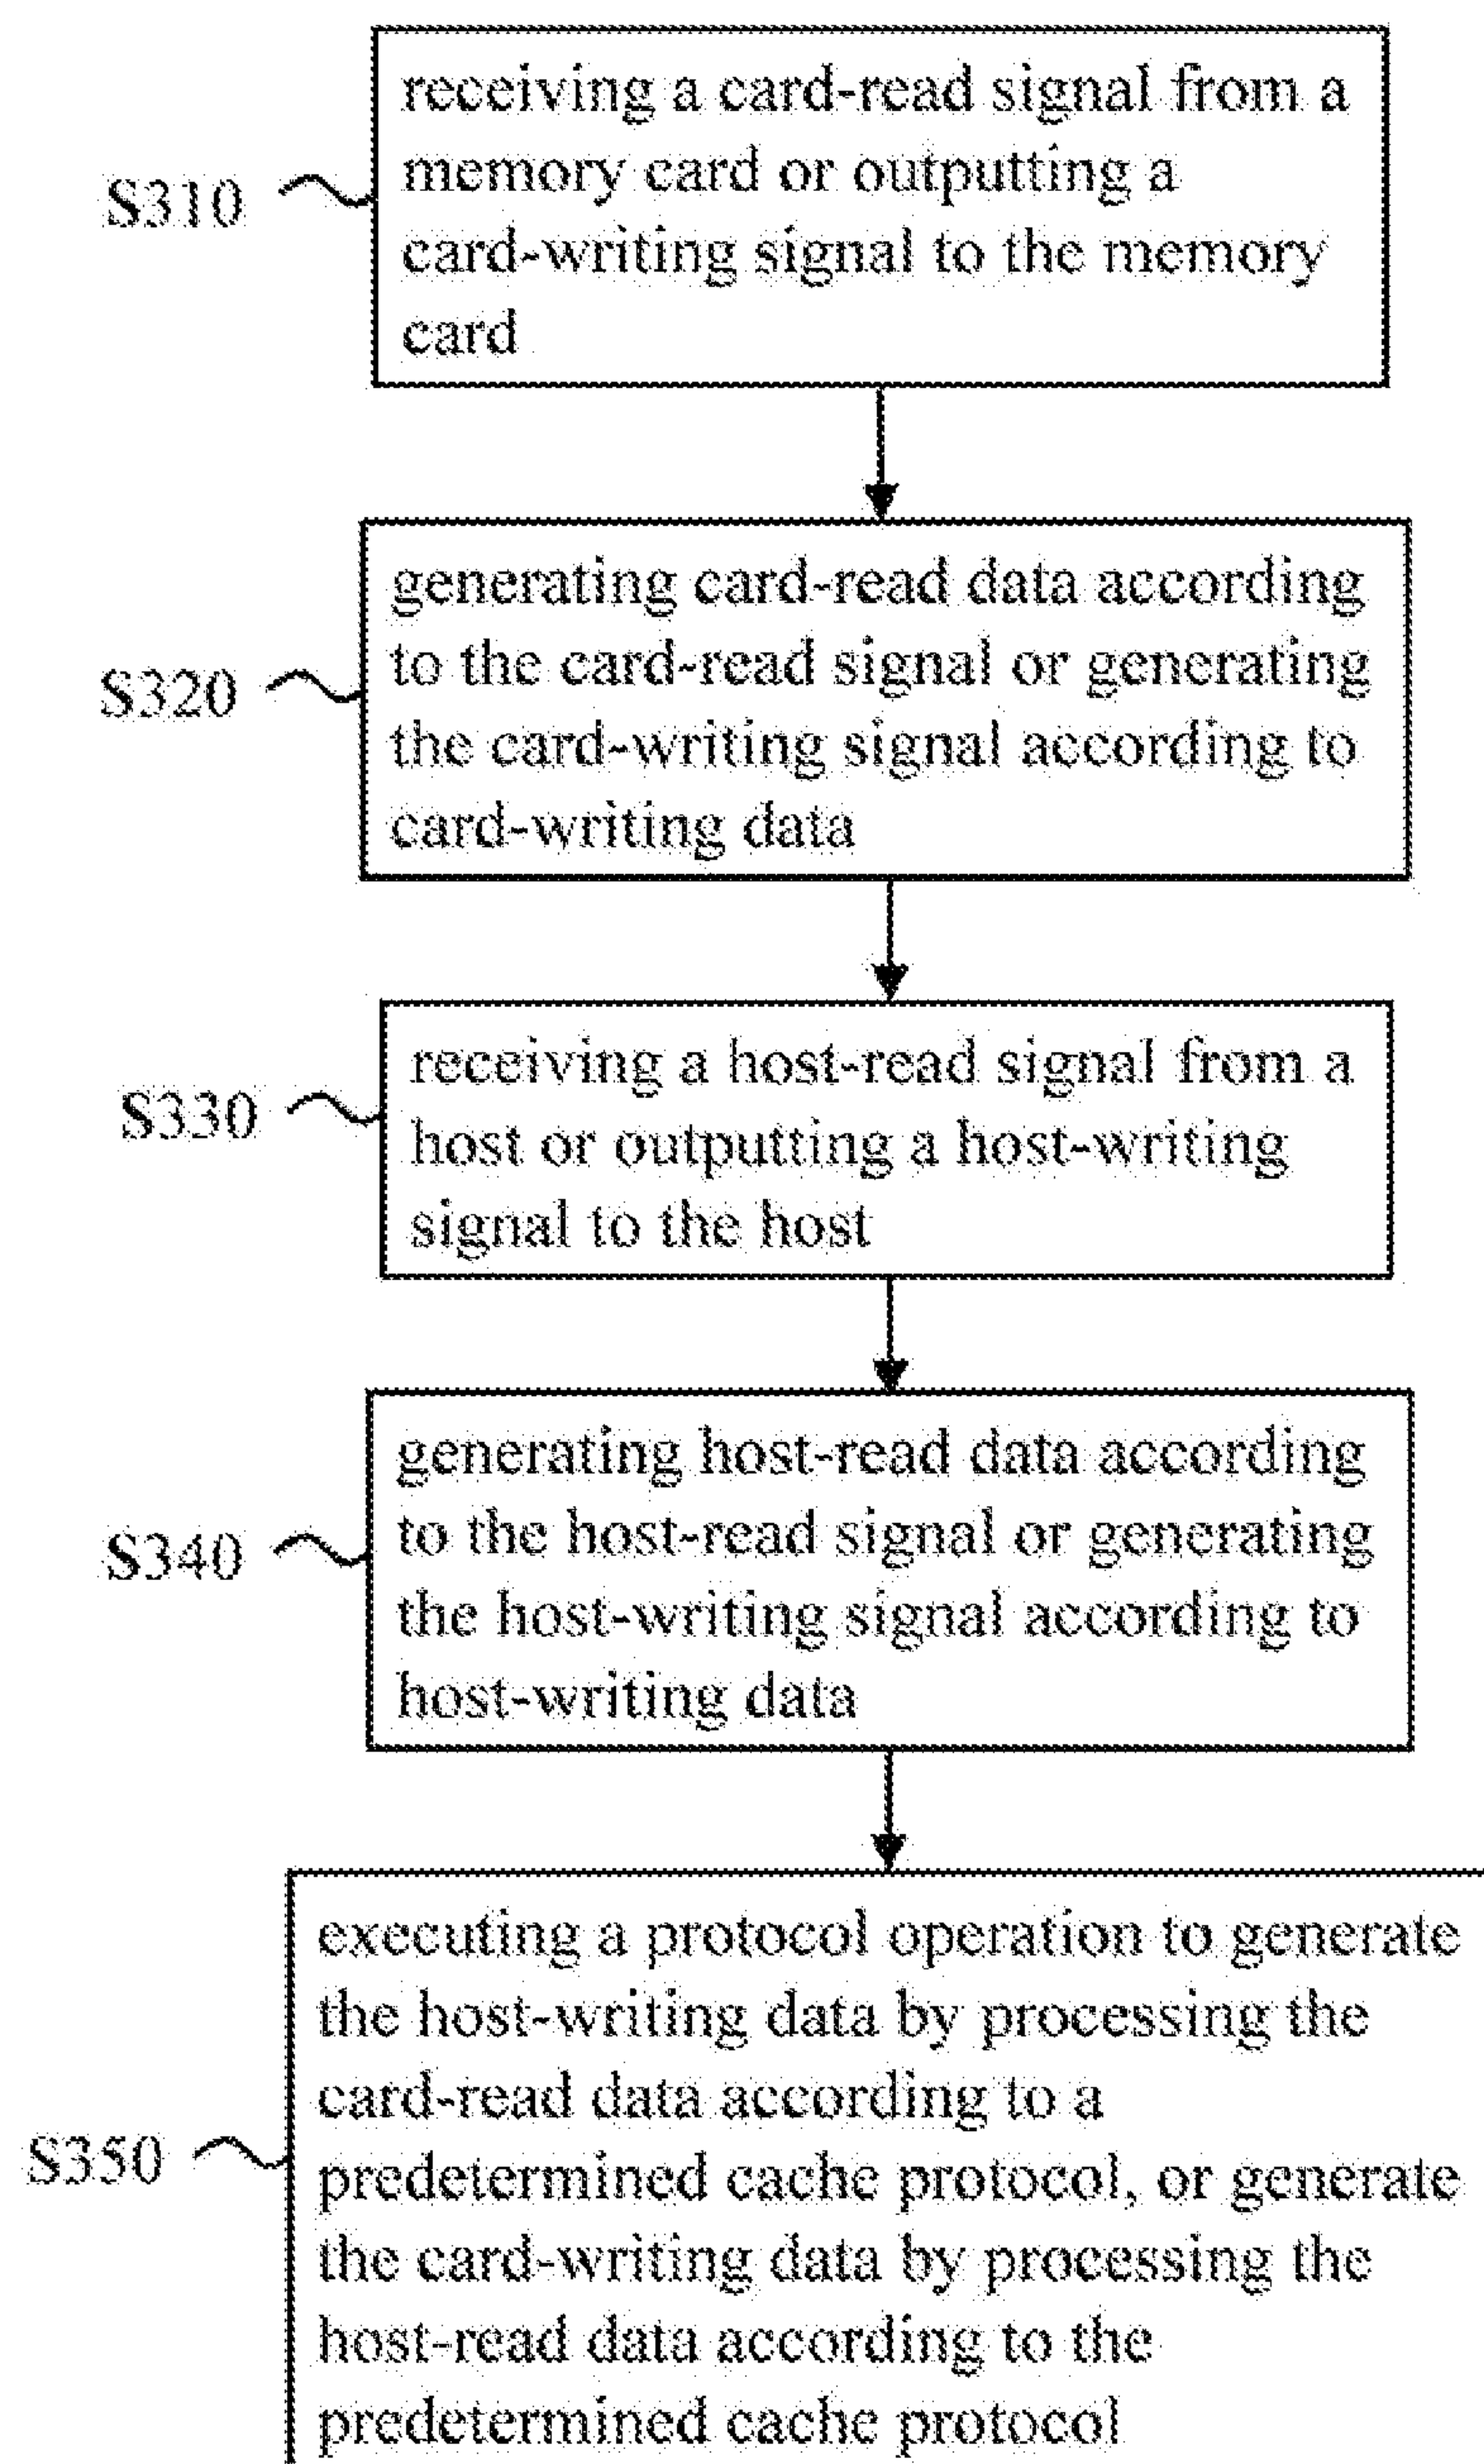 receiving a card-read signal from a
memory card or outputting a
card-writing signal to the memory
card
S310
generating card-read data according
to the card-read signal or generating
the card-writing signal according to
card-writing data
S320
receiving a host-read signal from a
host or outputting a host-writing
signal to the host
S330
generating host-read data according
to the host-read signal or generating
the host-writing signal according to
host-writing data
S340
executing a protocol operation to generate
the host-writing data by processing the
card-read data according to a
predetermined cache protocol, or generate
the card-writing data by processing the
host-read data according to the
predetermined cache protocol
S350